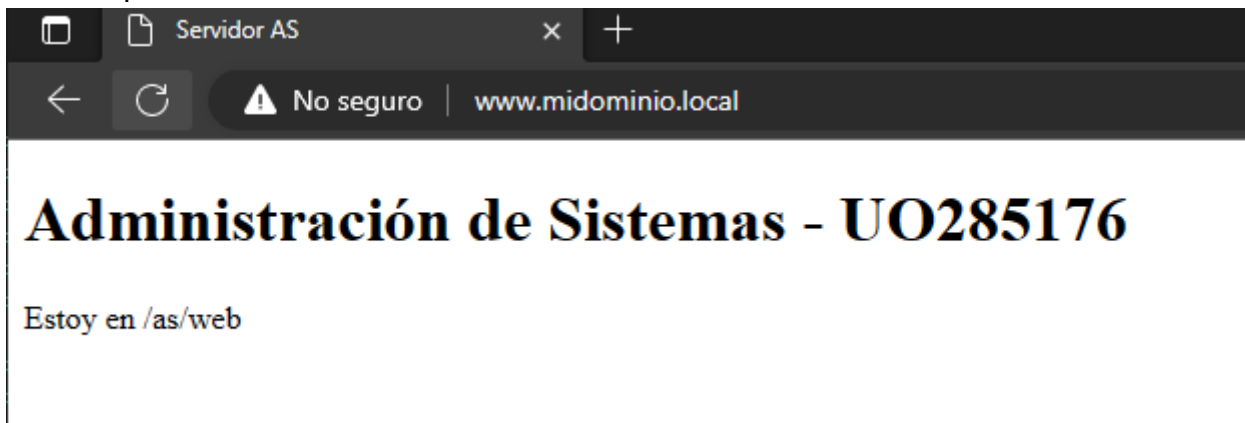 Servidor AS
No seguro | www.midominio.local
Administración de Sistemas - UO285176
Estoy en /as/web